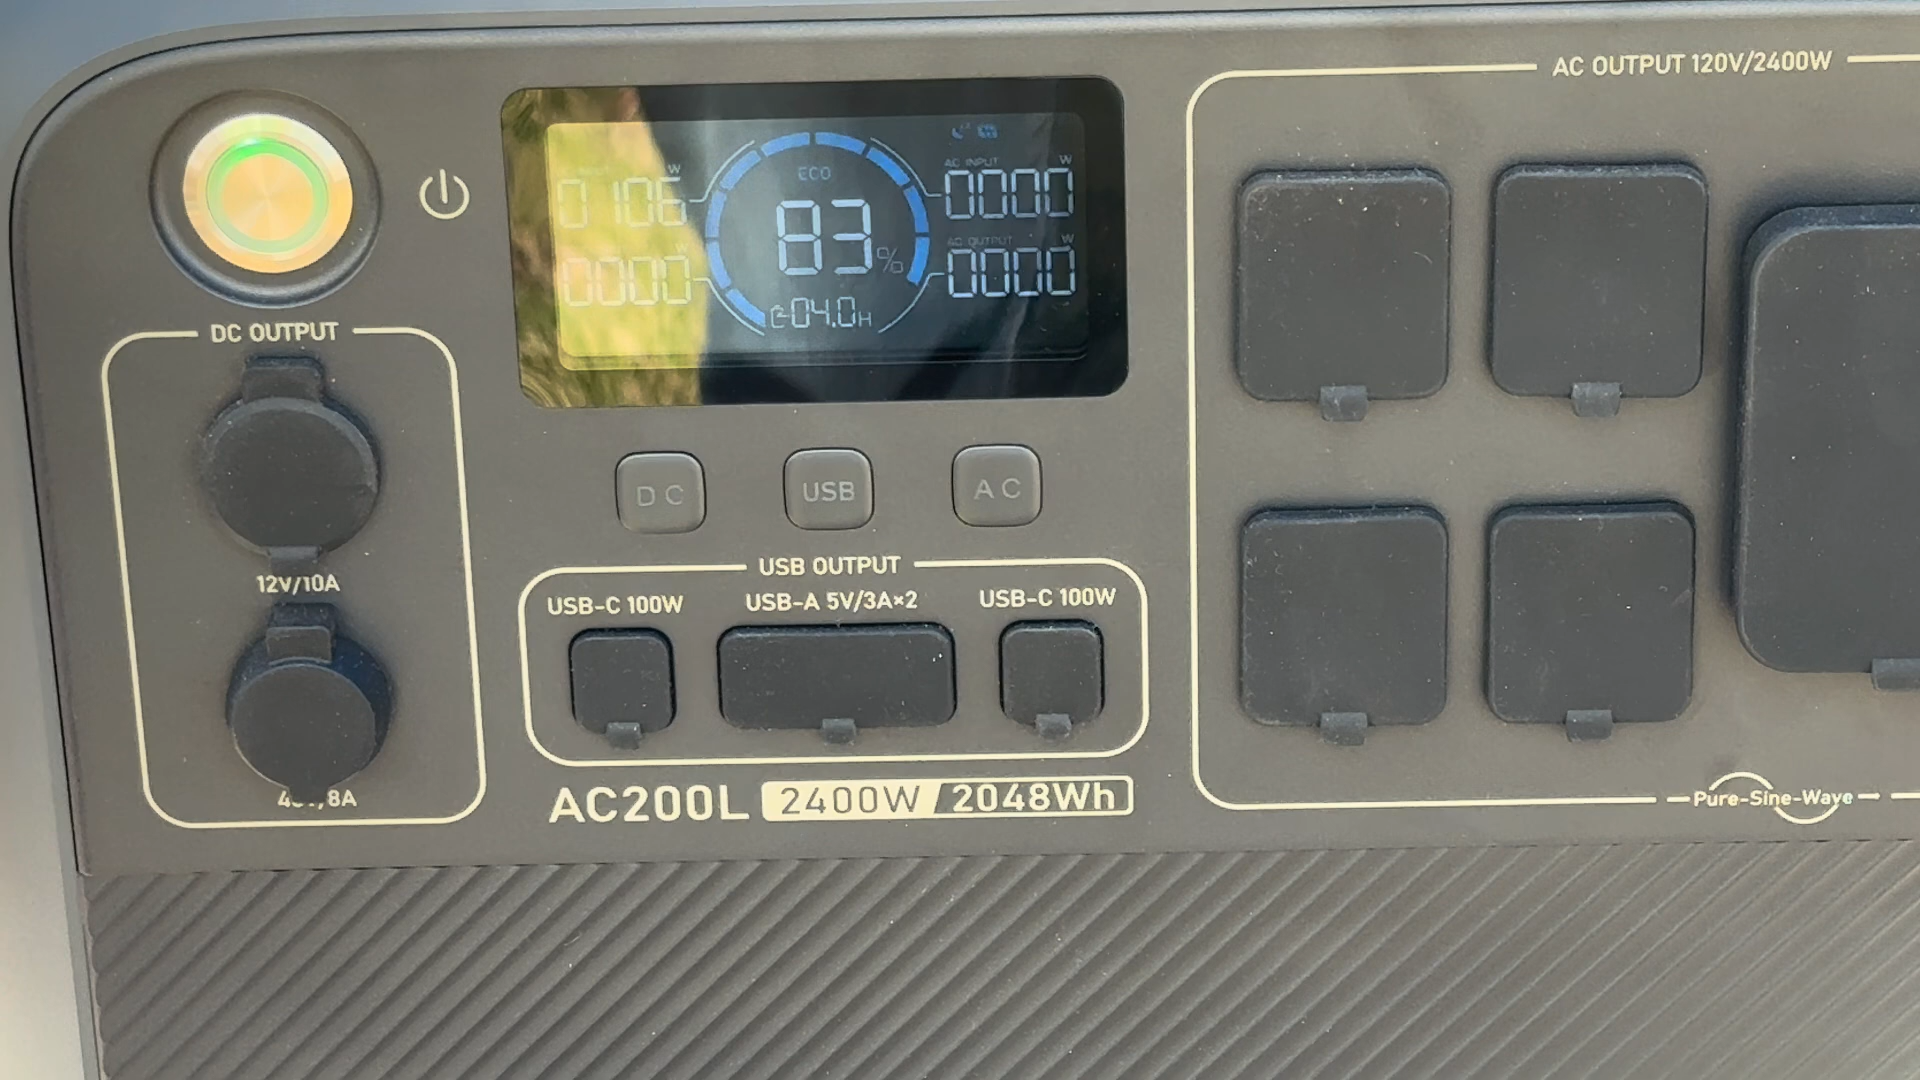 AC OUTPUT 120V/2400W
W
0106
W
0000
ECO
83%
04.0H
AC INPUT W
0000
AC OUTPUT W
0000
DC OUTPUT
12V/10A
DC
USB
AC
USB OUTPUT
USB-C 100W
USB-A 5V/3A×2
USB-C 100W
AC200L 2400W/2048Wh
Pure-Sine-Wave